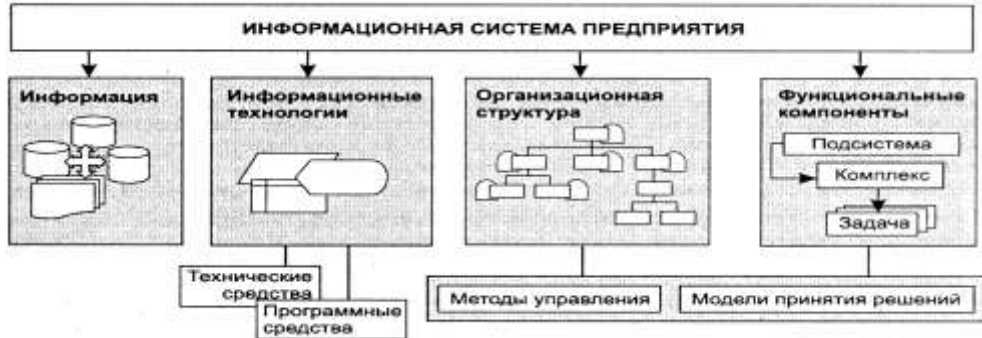 ИНФОРМАЦИОННАЯ СИСТЕМА ПРЕДПРИЯТИЯ
Информация
Информационные
технологии
Организационная
структура
Функциональные
компоненты
Подсистема
Комплекс
Задача
Технические
средства
Программные
средства
Методы управления
Модели принятия решений